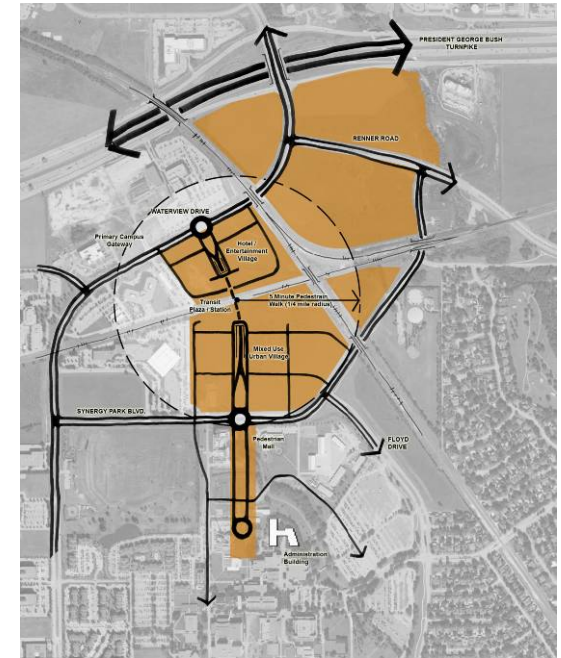 PRESIDENT GEORGE BUSH
TURNPIKE
RENNER ROAD
WATERVIEW DRIVE
Primary Campus
Gateway
Hotel /
Entertainment
Village
Transit
Plaza / Station
5 Minute Pedestrain
Walk (1/4 mile radius)
Mixed Use
Urban Village
SYNERGY PARK BLVD.
Pedestrian
Mall
FLOYD
DRIVE
Administration
Building